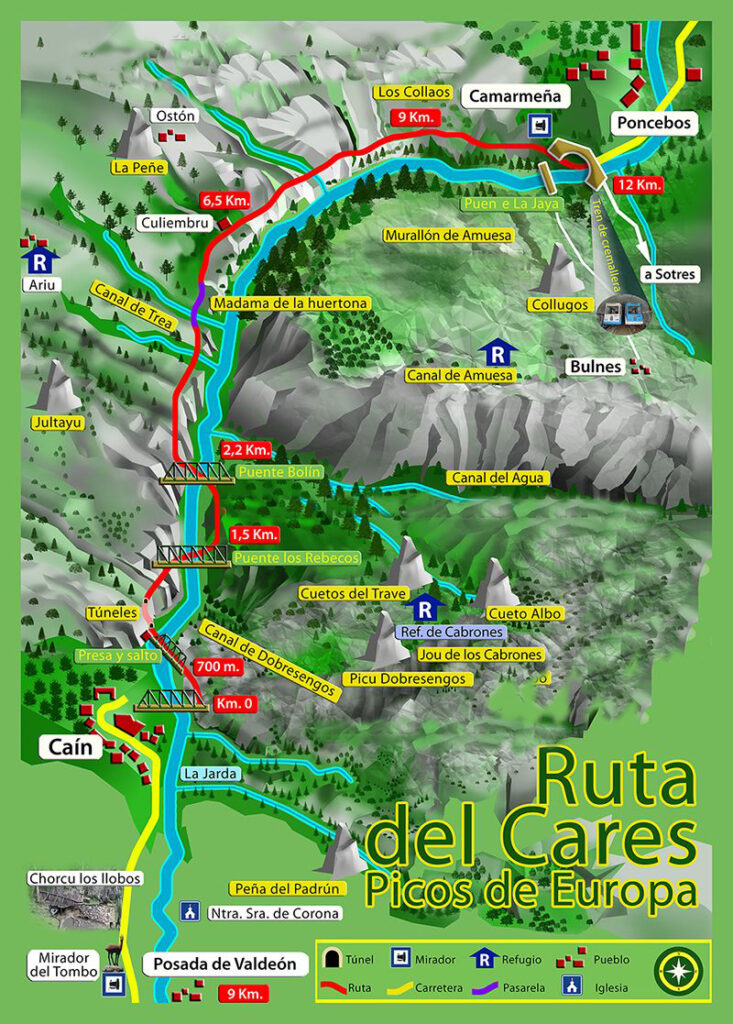 Los Collaos
9 Km.
Camarmeña
Poncebos
Ostón
La Peñe
6,5 Km.
Culiembru
12 Km.
Puen e La Jaya
Murallón de Amuesa
Tren de cremallera
a Sotres
R
Ariu
Canal de Trea
Madama de la huertona
Collugos
R
Canal de Amuesa
Bulnes
Jultayu
2,2 Km.
Puente Bolín
Canal del Agua
1,5 Km.
Puente los Rebecos
Cuetos del Trave
Cueto Albo
R
Ref. de Cabrones
Túneles
Canal de Dobresengos
Jou de los Cabrones
Presa y salto
700 m.
Picu Dobresengos
Km. 0
Caín
La Jarda
Ruta
del Cares
Picos de Europa
Chorcu los llobos
Peña del Padrún
Ntra. Sra. de Corona
Mirador
del Tombo
Posada de Valdeón
9 Km.
Túnel
Mirador
R
Refugio
Pueblo
Ruta
Carretera
Pasarela
Iglesia